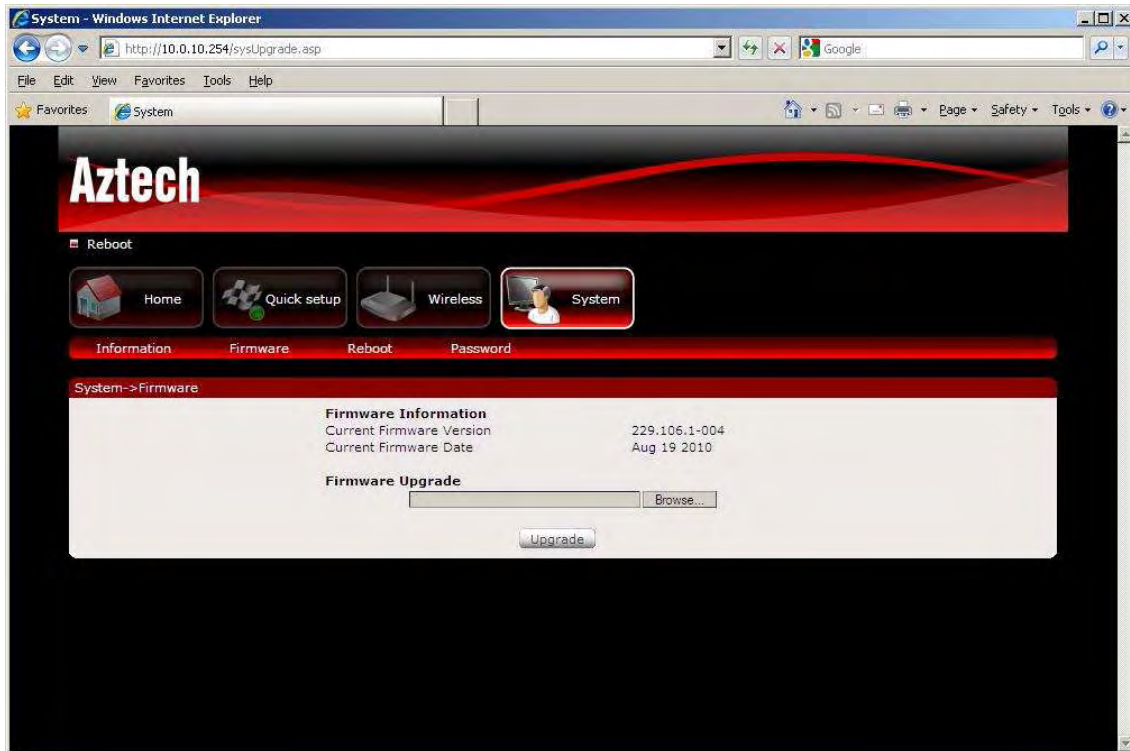 System - Windows Internet Explorer
http://10.0.10.254/sysUpgrade.asp
Google
File Edit View Favorites Tools Help
Favorites System Page Safety Tools
Aztech
Reboot
Home Quick setup Wireless System
Information Firmware Reboot Password
System->Firmware
Firmware Information
Current Firmware Version 229.106.1-004
Current Firmware Date Aug 19 2010
Firmware Upgrade
Browse...
Upgrade